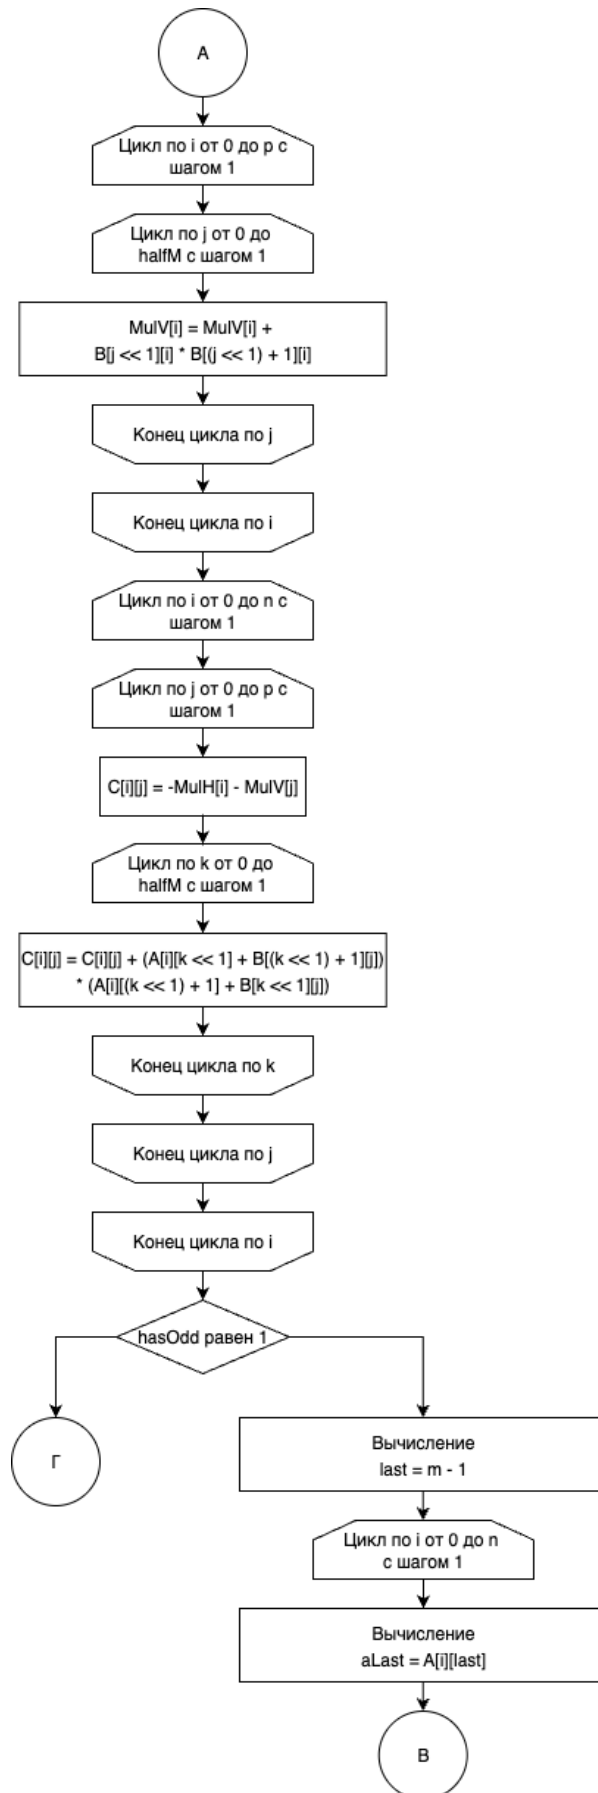 А
Цикл по i от 0 до p с
шагом 1
Цикл по j от 0 до
halfM с шагом 1
MulV[i] = MulV[i] +
B[j << 1][i] * B[(j << 1) + 1][i]
Конец цикла по j
Конец цикла по i
Цикл по i от 0 до n с
шагом 1
Цикл по j от 0 до p с
шагом 1
C[i][j] = -MulH[i] - MulV[j]
Цикл по k от 0 до
halfM с шагом 1
C[i][j] = C[i][j] + (A[i][k << 1] + B[(k << 1) + 1][j])
* (A[i][(k << 1) + 1] + B[k << 1][j])
Конец цикла по k
Конец цикла по j
Конец цикла по i
hasOdd равен 1
Г
Вычисление
last = m - 1
Цикл по i от 0 до n
с шагом 1
Вычисление
aLast = A[i][last]
В